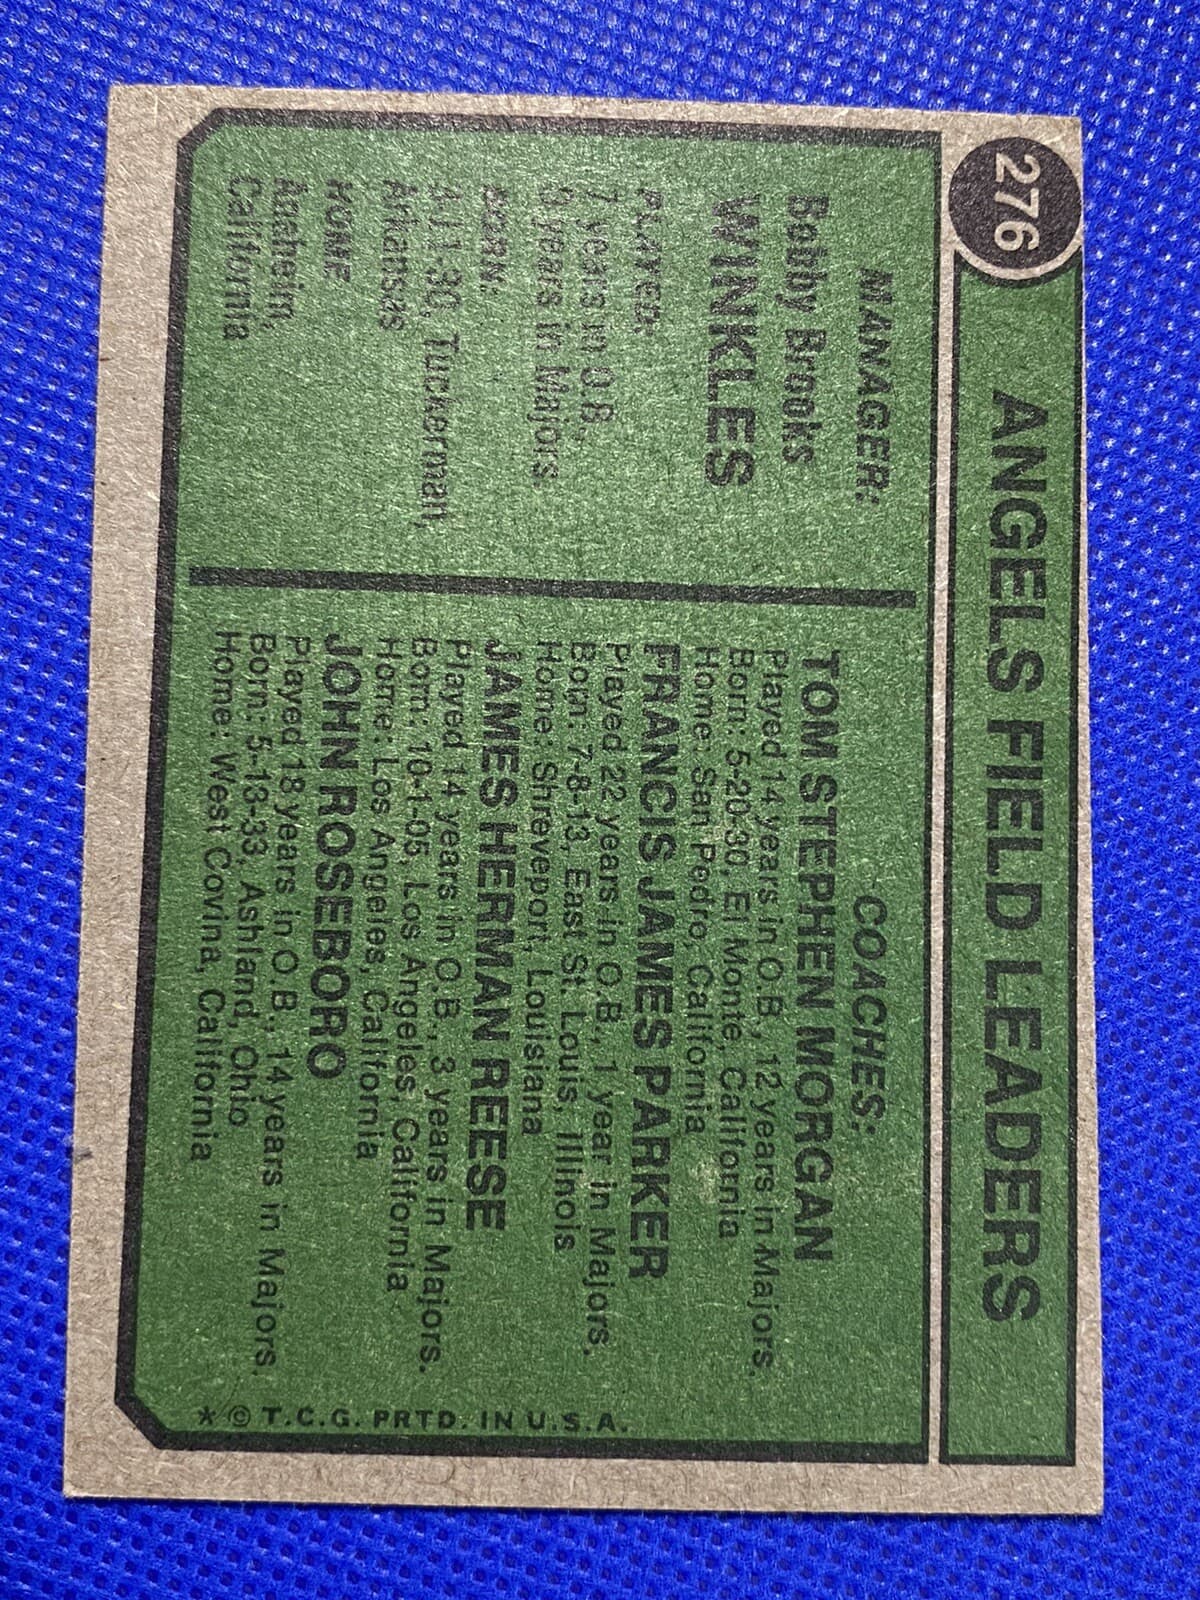 276
ANGELS FIELD LEADERS
MANAGER:
Bobby Brooks
WINKLES
PLAYED:
7 years in O.B.,
0 years in Majors
BORN:
4-11-30, Tuckerman,
Arkansas
HOME
Anaheim,
California
COACHES:
TOM STEPHEN MORGAN
Played 14 years in O.B., 12 years in Majors.
Born: 5-20-30, El Monte, California
Home: San Pedro, California
FRANCIS JAMES PARKER
Played 22 years in O.B., 1 year in Majors.
Born: 7-8-13, East St. Louis, Illinois
Home: Shreveport, Louisiana
JAMES HERMAN REESE
Played 14 years in O.B., 3 years in Majors.
Born: 10-1-05, Los Angeles, California
Home: Los Angeles, California
JOHN ROSEBORO
Played 18 years in O.B., 14 years in Majors.
Born: 5-13-33, Ashland, Ohio
Home: West Covina, California
* © T.C.G. PRTD. IN U.S.A.